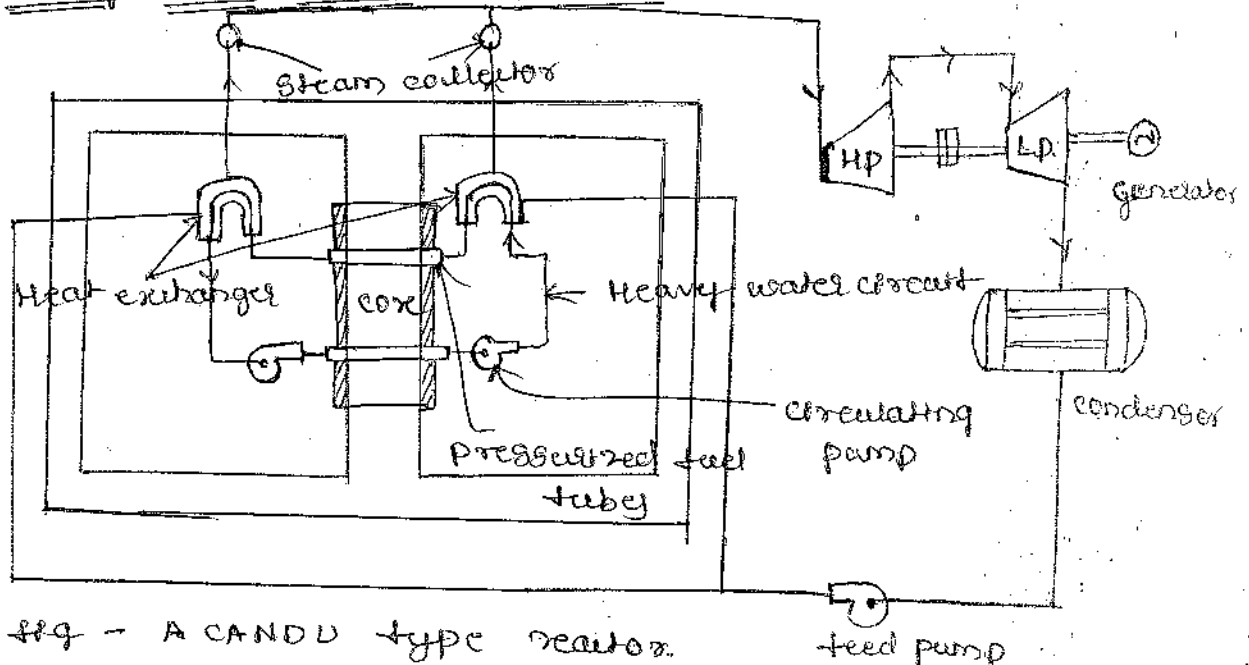 Steam collector
HP
L.P.
generator
Heat exchanger
core
Heavy water circuit
condenser
circulating
pump
Pressurized fuel
tubes
fig - A CANDU type reactor.
feed pump